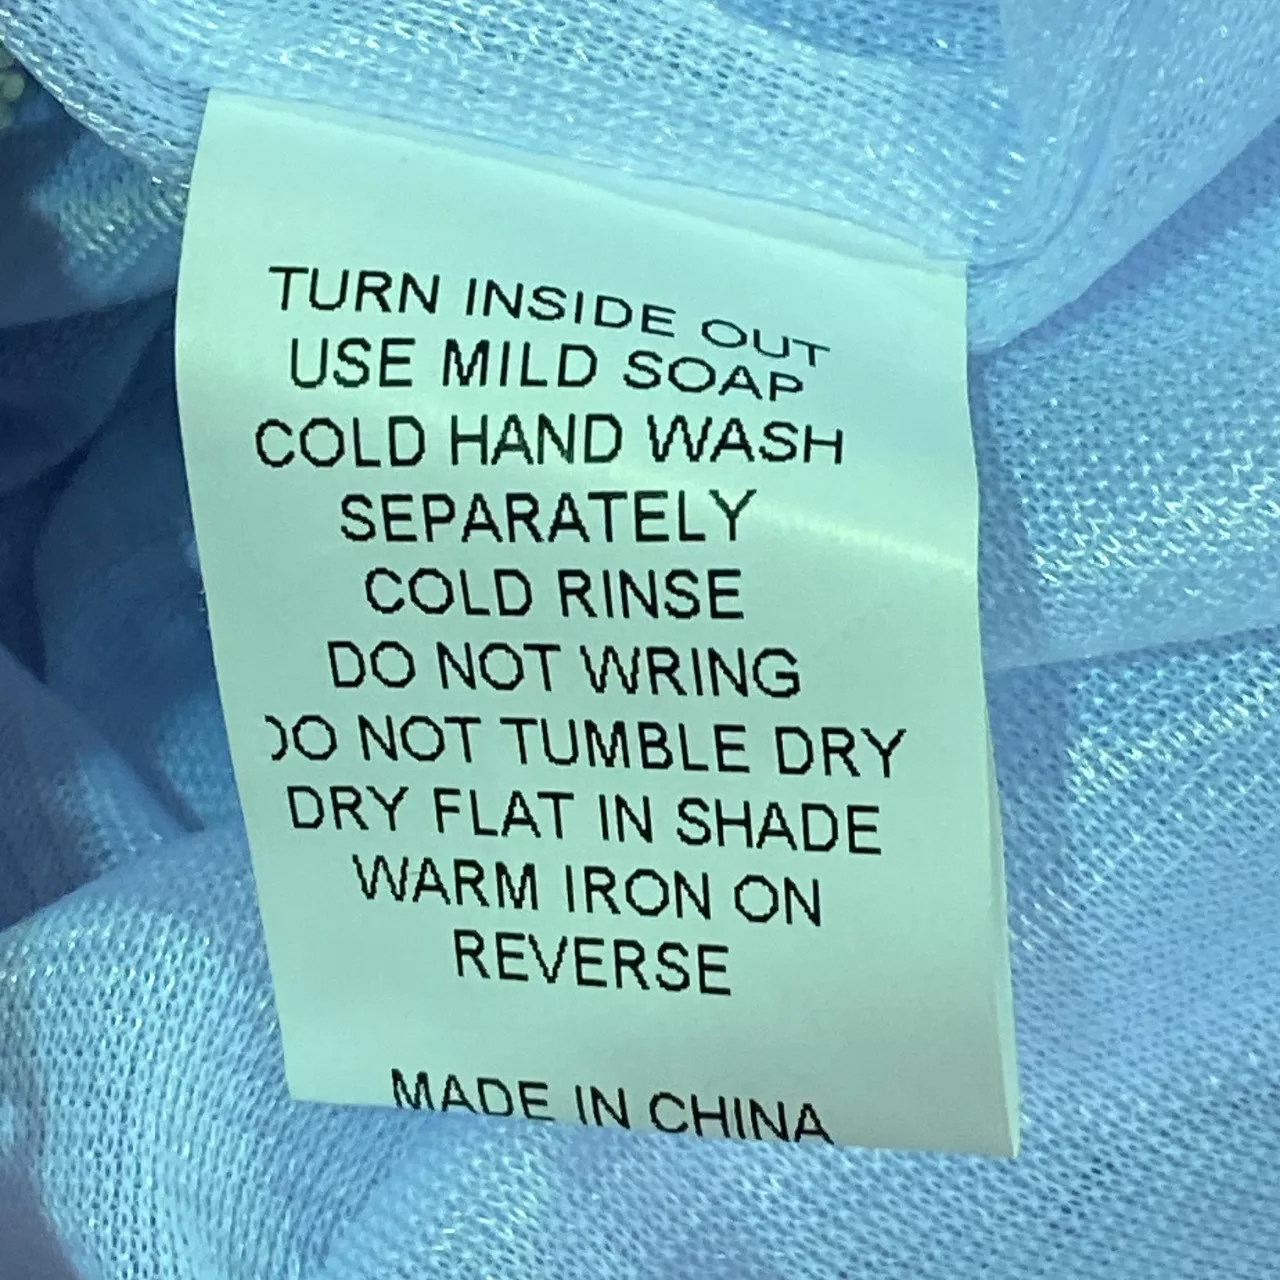 TURN INSIDE OUT
USE MILD SOAP
COLD HAND WASH
SEPARATELY
COLD RINSE
DO NOT WRING
DO NOT TUMBLE DRY
DRY FLAT IN SHADE
WARM IRON ON
REVERSE
MADE IN CHINA